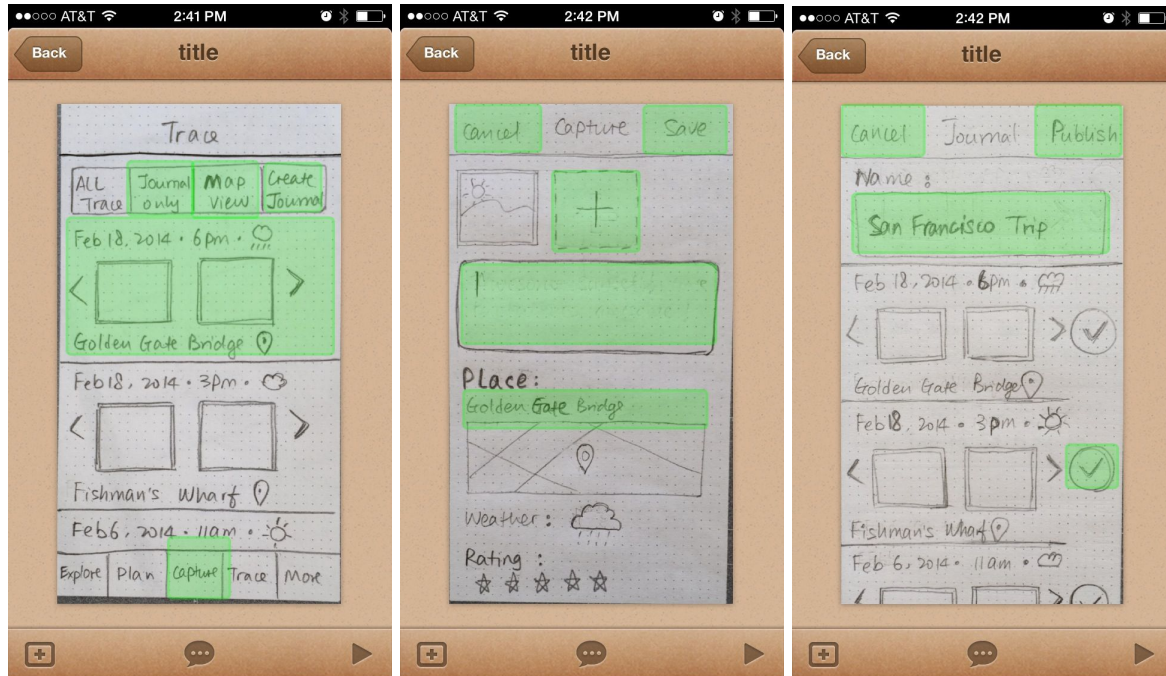 ●●○○○ AT&T 2:41 PM
Back title
Trace
ALL Trace
Journal only
Map View
Create Journal
Feb 18, 2014 • 6pm •
< >
Golden Gate Bridge
Feb 18, 2014 • 3pm •
< >
Fishman's Wharf
Feb 6, 2014 • 11am •
Explore Plan Capture Trace More
●●○○○ AT&T 2:42 PM
Back title
Cancel Capture Save
+
Place:
Golden Gate Bridge
Weather:
Rating:
●●○○○ AT&T 2:42 PM
Back title
Cancel Journal Publish
Name:
San Francisco Trip
Feb 18, 2014 • 6pm •
< >
Golden Gate Bridge
Feb 18, 2014 • 3pm •
< >
Fishman's Wharf
Feb 6, 2014 • 11am •